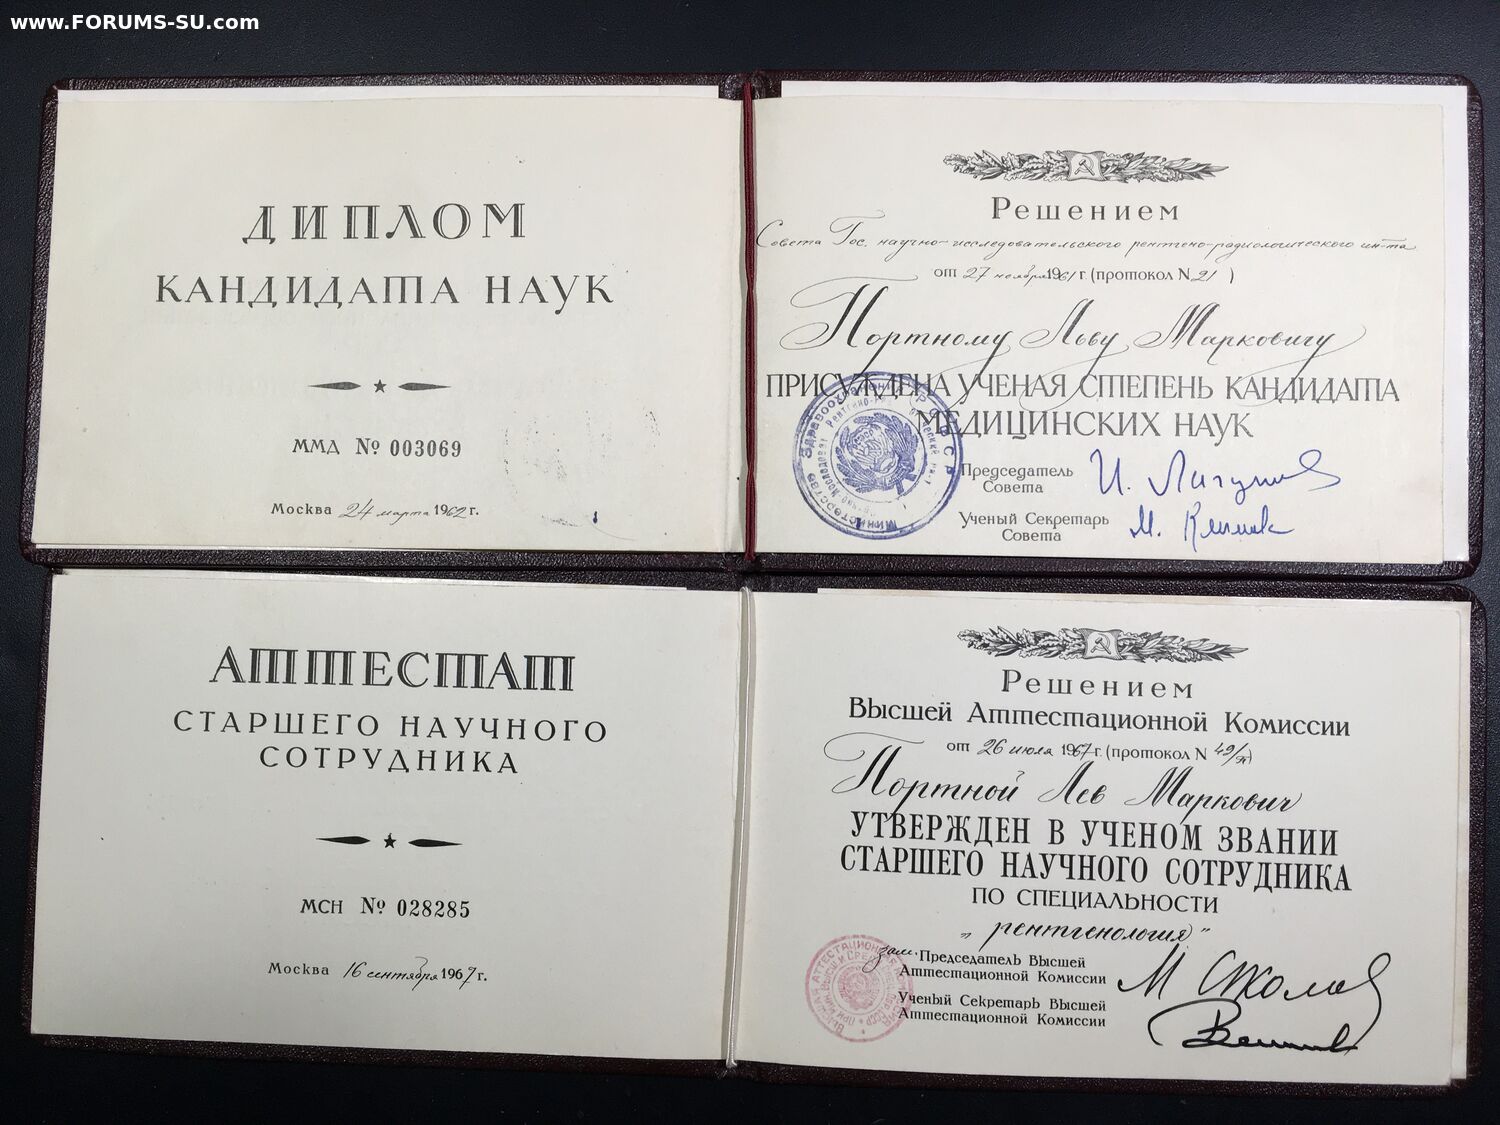 www.FORUMS-SU.com
ДИПЛОМ
КАНДИДАТА НАУК
ММД № 003069
Москва 24 марта 1962 г.
Решением
Совета Гос. научно-исследовательского рентгено-радиологического ин-та
от 27 ноября 1961 г. (протокол N 21 )
Портному Льву Марковичу
ПРИСУЖДЕНА УЧЕНАЯ СТЕПЕНЬ КАНДИДАТА
МЕДИЦИНСКИХ НАУК
Председатель
Совета
Ученый Секретарь
Совета
АТТЕСТАТ
СТАРШЕГО НАУЧНОГО
СОТРУДНИКА
МСН № 028285
Москва 16 сентября 1967 г.
Решением
Высшей Аттестационной Комиссии
от 26 июля 1967 г. (протокол N
Портной Лев Маркович
УТВЕРЖДЕН В УЧЕНОМ ЗВАНИИ
СТАРШЕГО НАУЧНОГО СОТРУДНИКА
ПО СПЕЦИАЛЬНОСТИ
„рентгенология"
зам. Председатель Высшей
Аттестационной Комиссии
Ученый Секретарь Высшей
Аттестационной Комиссии